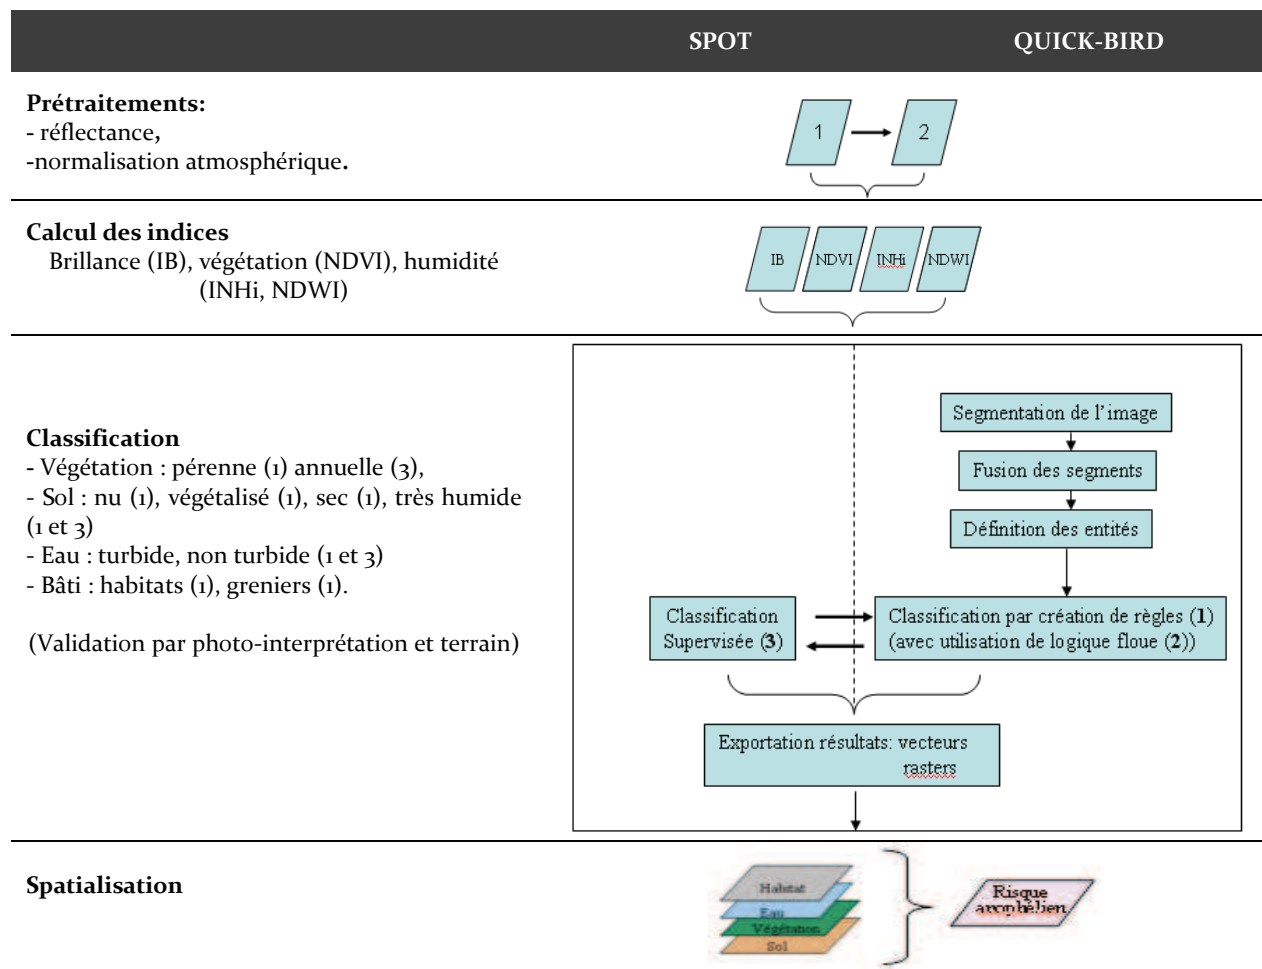 SPOT QUICK-BIRD
Prétraitements:
- réflectance,
-normalisation atmosphérique.
1 2
Calcul des indices
Brillance (IB), végétation (NDVI), humidité
(INHi, NDWI)
IB NDVI INHi NDWI
Classification
- Végétation : pérenne (1) annuelle (3),
- Sol : nu (1), végétalisé (1), sec (1), très humide
(1 et 3)
- Eau : turbide, non turbide (1 et 3)
- Bâti : habitats (1), greniers (1).
(Validation par photo-interprétation et terrain)
Segmentation de l'image
Fusion des segments
Définition des entités
Classification
Supervisée (3)
Classification par création de règles (1)
(avec utilisation de logique floue (2))
Exportation résultats: vecteurs
rasters
Spatialisation
Habitat
Eau
Végétation
Sol
Risque
anophélien